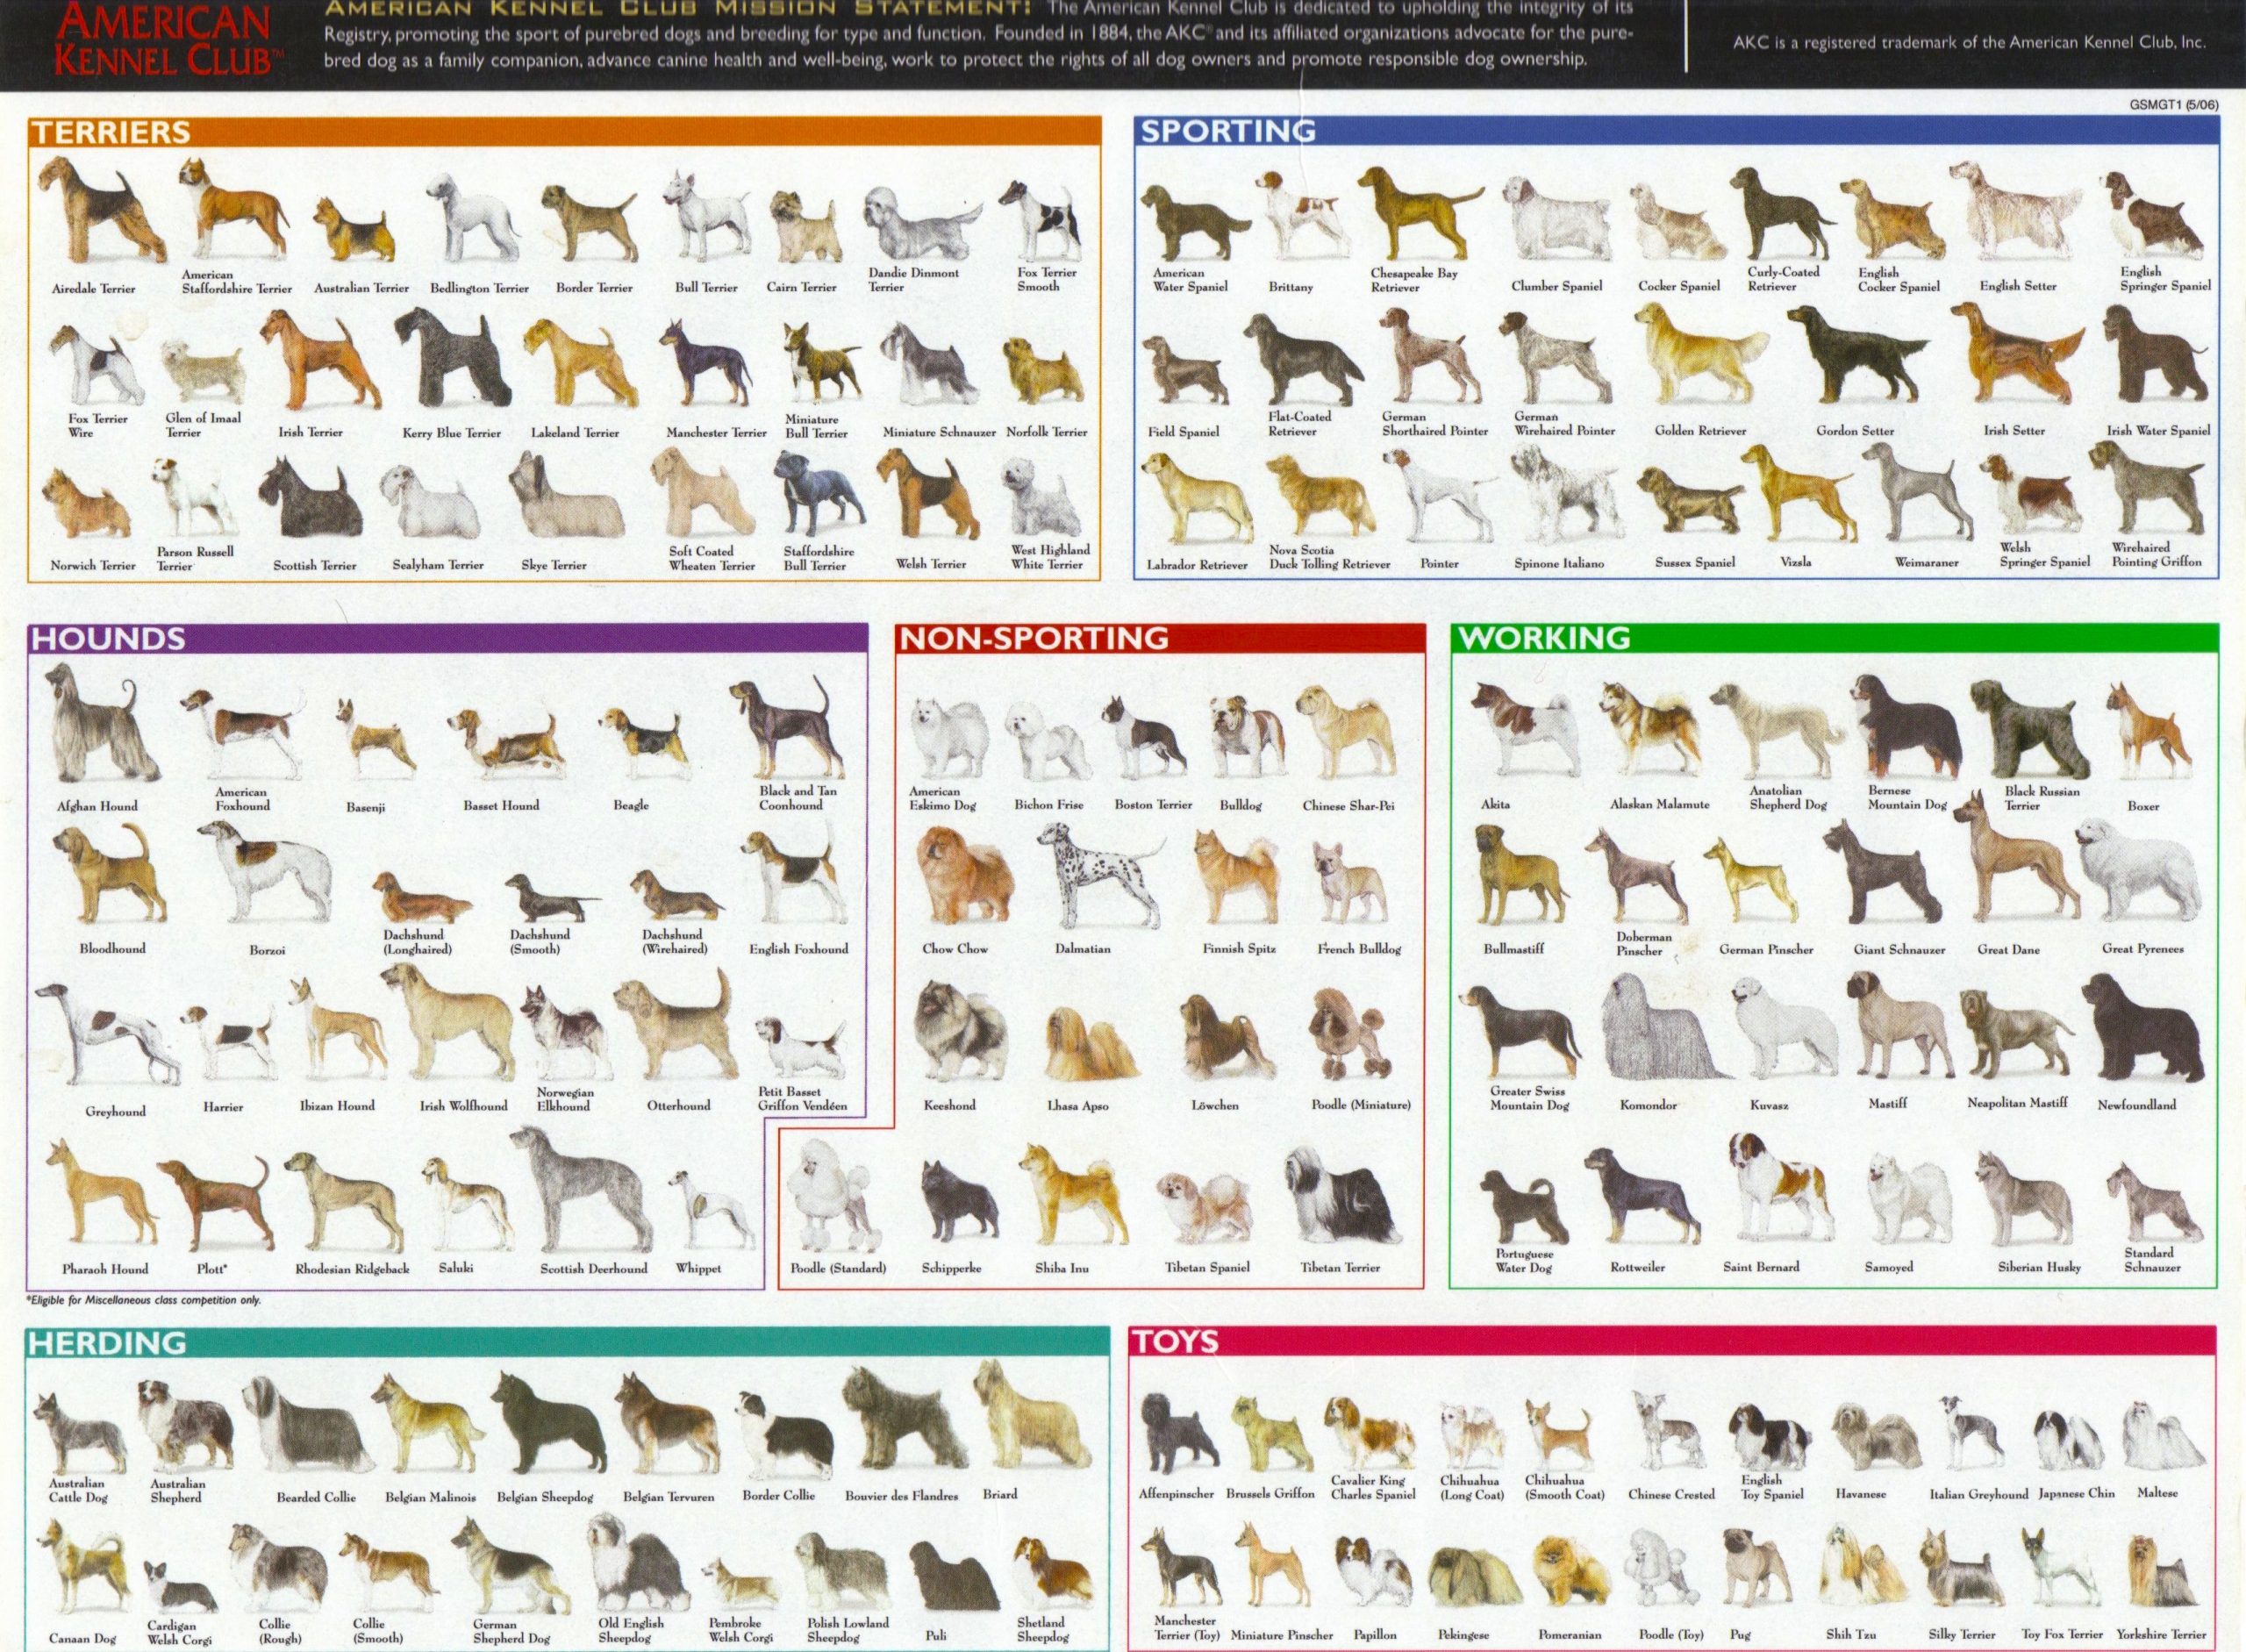 AMERICAN
KENNEL CLUB™
AMERICAN KENNEL CLUB MISSION STATEMENT: The American Kennel Club is dedicated to upholding the integrity of its
Registry, promoting the sport of purebred dogs and breeding for type and function. Founded in 1884, the AKC® and its affiliated organizations advocate for the pure-
bred dog as a family companion, advance canine health and well-being, work to protect the rights of all dog owners and promote responsible dog ownership.
AKC is a registered trademark of the American Kennel Club, Inc.
GSMGT1 (5/06)
TERRIERS
Airedale Terrier
American
Staffordshire Terrier
Australian Terrier
Bedlington Terrier
Border Terrier
Bull Terrier
Cairn Terrier
Dandie Dinmont
Terrier
Fox Terrier
Smooth
Fox Terrier
Wire
Glen of Imaal
Terrier
Irish Terrier
Kerry Blue Terrier
Lakeland Terrier
Manchester Terrier
Miniature
Bull Terrier
Miniature Schnauzer
Norfolk Terrier
Norwich Terrier
Parson Russell
Terrier
Scottish Terrier
Sealyham Terrier
Skye Terrier
Soft Coated
Wheaten Terrier
Staffordshire
Bull Terrier
Welsh Terrier
West Highland
White Terrier
SPORTING
American
Water Spaniel
Brittany
Chesapeake Bay
Retriever
Clumber Spaniel
Cocker Spaniel
Curly-Coated
Retriever
English
Cocker Spaniel
English Setter
English
Springer Spaniel
Field Spaniel
Flat-Coated
Retriever
German
Shorthaired Pointer
German
Wirehaired Pointer
Golden Retriever
Gordon Setter
Irish Setter
Irish Water Spaniel
Labrador Retriever
Nova Scotia
Duck Tolling Retriever
Pointer
Spinone Italiano
Sussex Spaniel
Vizsla
Weimaraner
Welsh
Springer Spaniel
Wirehaired
Pointing Griffon
HOUNDS
Afghan Hound
American
Foxhound
Basenji
Basset Hound
Beagle
Black and Tan
Coonhound
Bloodhound
Borzoi
Dachshund
(Longhaired)
Dachshund
(Smooth)
Dachshund
(Wirehaired)
English Foxhound
Greyhound
Harrier
Ibizan Hound
Irish Wolfhound
Norwegian
Elkhound
Otterhound
Petit Basset
Griffon Vendéen
Pharaoh Hound
Plott*
Rhodesian Ridgeback
Saluki
Scottish Deerhound
Whippet
*Eligible for Miscellaneous class competition only.
NON-SPORTING
American
Eskimo Dog
Bichon Frise
Boston Terrier
Bulldog
Chinese Shar-Pei
Chow Chow
Dalmatian
Finnish Spitz
French Bulldog
Keeshond
Lhasa Apso
Löwchen
Poodle (Miniature)
Poodle (Standard)
Schipperke
Shiba Inu
Tibetan Spaniel
Tibetan Terrier
WORKING
Akita
Alaskan Malamute
Anatolian
Shepherd Dog
Bernese
Mountain Dog
Black Russian
Terrier
Boxer
Bullmastiff
Doberman
Pinscher
German Pinscher
Giant Schnauzer
Great Dane
Great Pyrenees
Greater Swiss
Mountain Dog
Komondor
Kuvasz
Mastiff
Neapolitan Mastiff
Newfoundland
Portuguese
Water Dog
Rottweiler
Saint Bernard
Samoyed
Siberian Husky
Standard
Schnauzer
HERDING
Australian
Cattle Dog
Australian
Shepherd
Bearded Collie
Belgian Malinois
Belgian Sheepdog
Belgian Tervuren
Border Collie
Bouvier des Flandres
Briard
Canaan Dog
Cardigan
Welsh Corgi
Collie
(Rough)
Collie
(Smooth)
German
Shepherd Dog
Old English
Sheepdog
Pembroke
Welsh Corgi
Polish Lowland
Sheepdog
Puli
Shetland
Sheepdog
TOYS
Affenpinscher
Brussels Griffon
Cavalier King
Charles Spaniel
Chihuahua
(Long Coat)
Chihuahua
(Smooth Coat)
Chinese Crested
English
Toy Spaniel
Havanese
Italian Greyhound
Japanese Chin
Maltese
Manchester
Terrier (Toy)
Miniature Pinscher
Papillon
Pekingese
Pomeranian
Poodle (Toy)
Pug
Shih Tzu
Silky Terrier
Toy Fox Terrier
Yorkshire Terrier